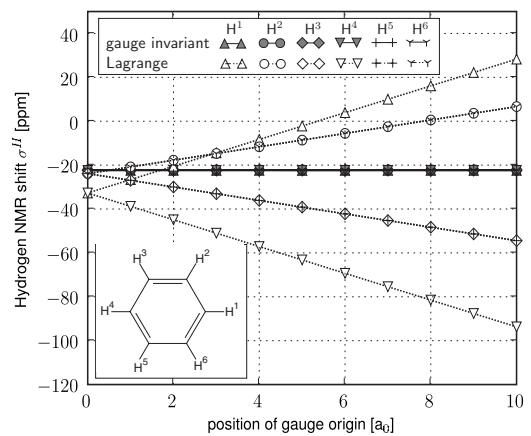 H¹ H² H³ H⁴ H⁵ H⁶
gauge invariant
Lagrange
Hydrogen NMR shift σᴴ [ppm]
40
20
0
−20
−40
−60
−80
−100
−120
H³ H²
H⁴ H¹
H⁵ H⁶
0 2 4 6 8 10
position of gauge origin [a₀]